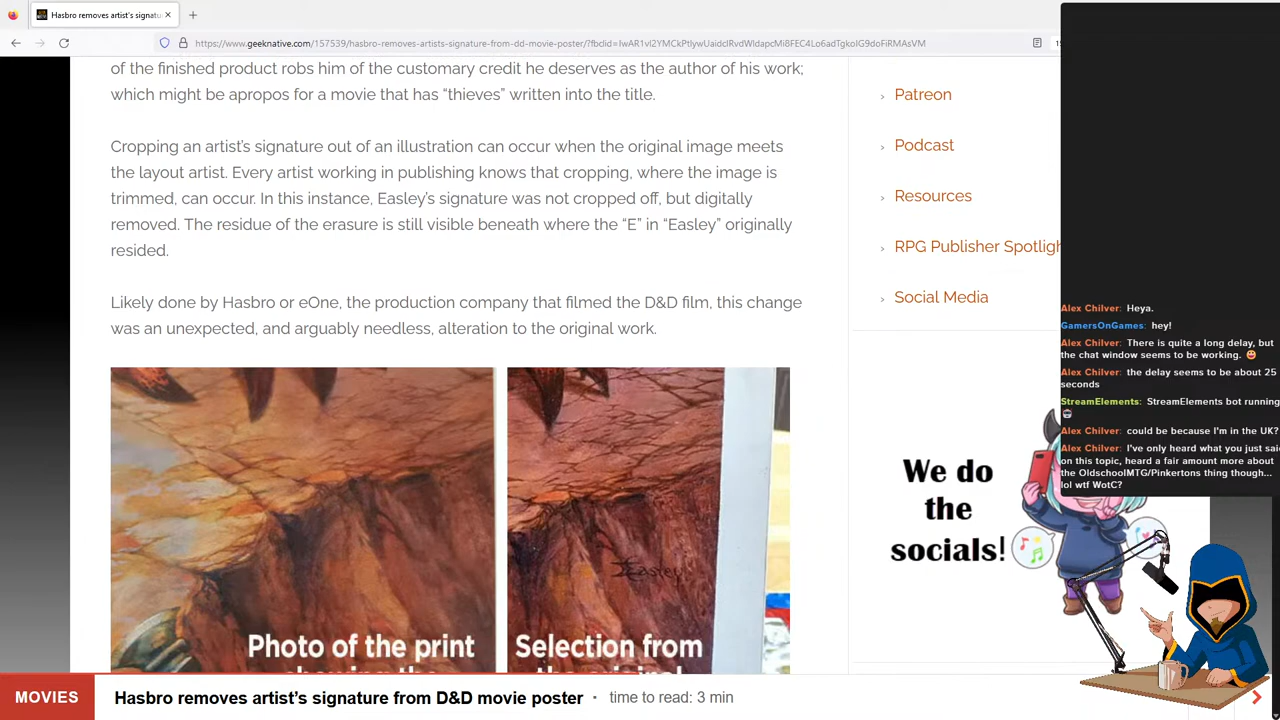 Hasbro removes artist's signatu
https://www.geeknative.com/157539/hasbro-removes-artists-signature-from-dd-movie-poster/?fbclid=
of the finished product robs him of the customary credit he deserves as the author of his work;
which might be apropos for a movie that has “thieves” written into the title.
Cropping an artist’s signature out of an illustration can occur when the original image meets
the layout artist. Every artist working in publishing knows that cropping, where the image is
trimmed, can occur. In this instance, Easley’s signature was not cropped off, but digitally
removed. The residue of the erasure is still visible beneath where the “E” in “Easley” originally
resided.
Likely done by Hasbro or eOne, the production company that filmed the D&D film, this change
was an unexpected, and arguably needless, alteration to the original work.
Easley
Photo of the print
showing the
Selection from
the original
Patreon
Podcast
Resources
RPG Publisher Spotligh
Social Media
We do
the
socials!
Alex Chilver: Heya.
GamersOnGames: hey!
Alex Chilver: There is quite a long delay, but
the chat window seems to be working.
Alex Chilver: the delay seems to be about 25
seconds
StreamElements: StreamElements bot running
Alex Chilver: could be because I'm in the UK?
Alex Chilver: I've only heard what you just said
on this topic, heard a fair amount more about
the OldschoolMTG/Pinkertons thing though...
lol wtf WotC?
MOVIES
Hasbro removes artist’s signature from D&D movie poster • time to read: 3 min